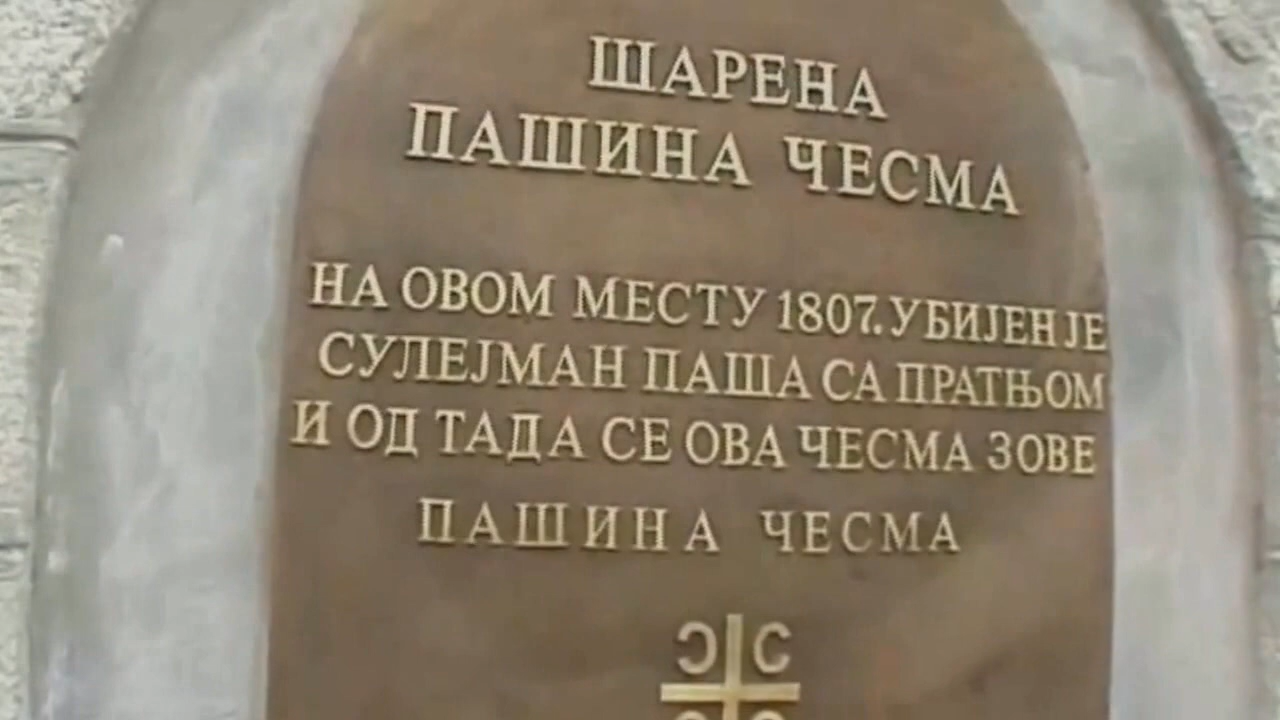 ШАРЕНА
ПАШИНА ЧЕСМА
НА ОВОМ МЕСТУ 1807. УБИЈЕН ЈЕ
СУЛЕЈМАН ПАША СА ПРАТЊОМ
И ОД ТАДА СЕ ОВА ЧЕСМА ЗОВЕ
ПАШИНА ЧЕСМА